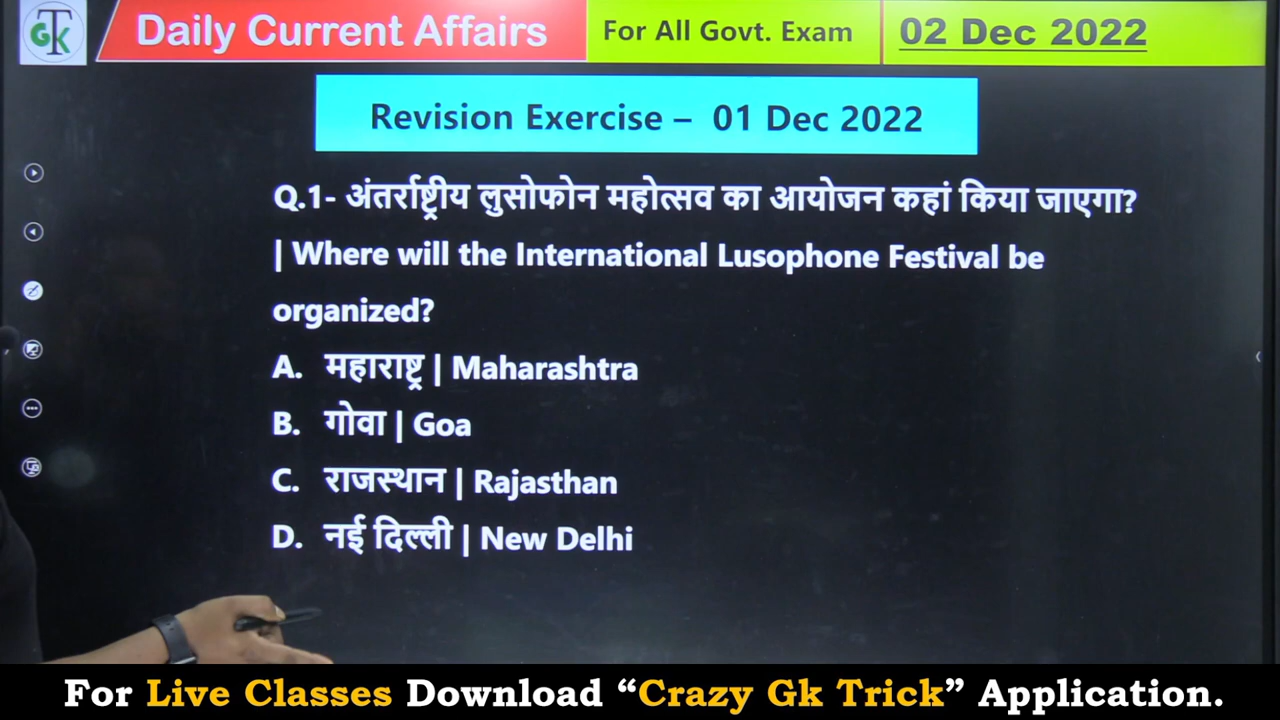 TGK
Daily Current Affairs
For All Govt. Exam
02 Dec 2022
Revision Exercise – 01 Dec 2022
Q.1- अंतर्राष्ट्रीय लुसोफोन महोत्सव का आयोजन कहां किया जाएगा?
| Where will the International Lusophone Festival be
organized?
A. महाराष्ट्र | Maharashtra
B. गोवा | Goa
C. राजस्थान | Rajasthan
D. नई दिल्ली | New Delhi
For Live Classes Download “Crazy Gk Trick” Application.